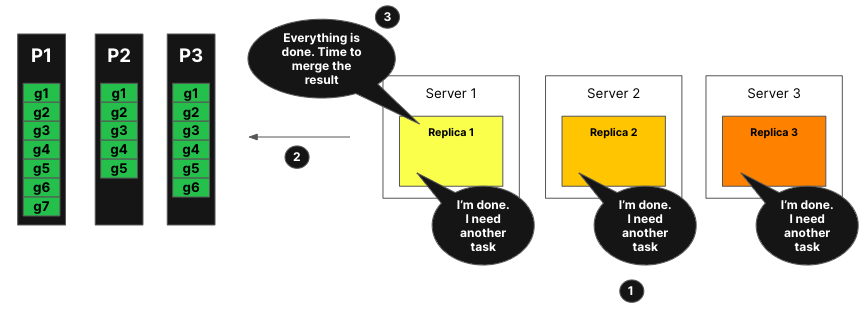 3
P1
P2
P3
Everything is
done. Time to
merge the
result
Server 1
Server 2
Server 3
g1
g2
g3
g4
g5
g6
g7
g1
g2
g3
g4
g5
g1
g2
g3
g4
g5
g6
Replica 1
Replica 2
Replica 3
2
I'm done.
I need
another
task
I'm done.
I need
another
task
I'm done.
I need
another
task
1